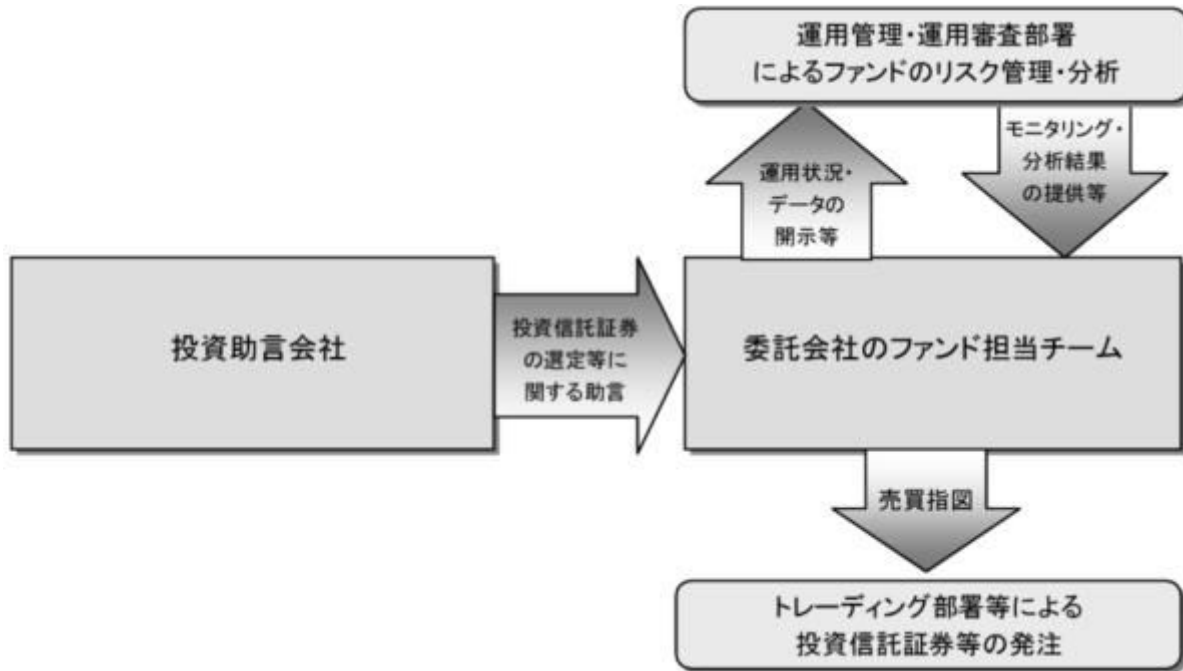 運用管理・運用審査部署
によるファンドのリスク管理・分析
運用状況・
データの
開示等
モニタリング・
分析結果
の提供等
投資助言会社
投資信託証券
の選定等に
関する助言
委託会社のファンド担当チーム
売買指図
トレーディング部署等による
投資信託証券等の発注